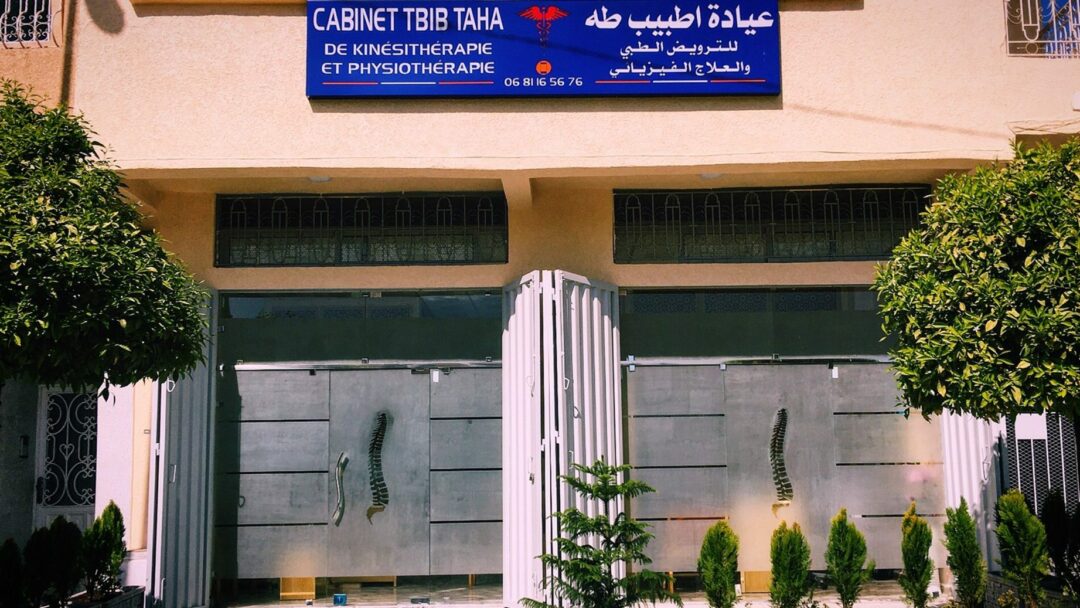 CABINET TBIB TAHA
DE KINÉSITHÉRAPIE
ET PHYSIOTHÉRAPIE
06 81 16 56 76
عيادة اطبيب طه
للترويض الطبي
والعلاج الفيزيائي